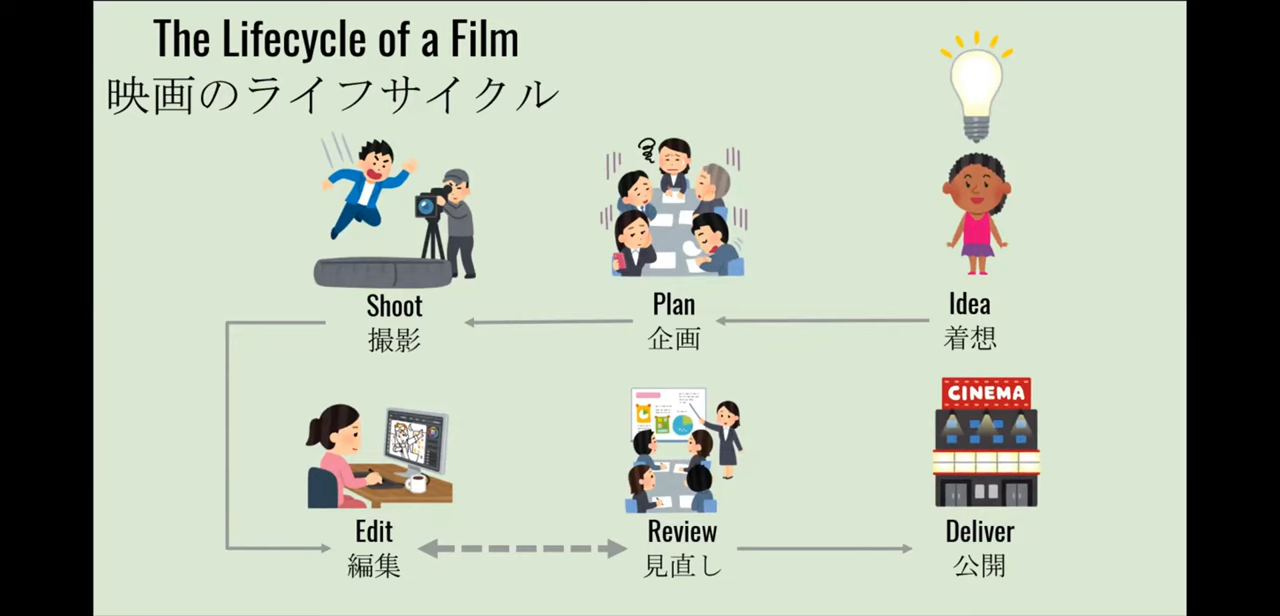 The Lifecycle of a Film
映画のライフサイクル
Idea
着想
Plan
企画
Shoot
撮影
Edit
編集
Review
見直し
CINEMA
Deliver
公開